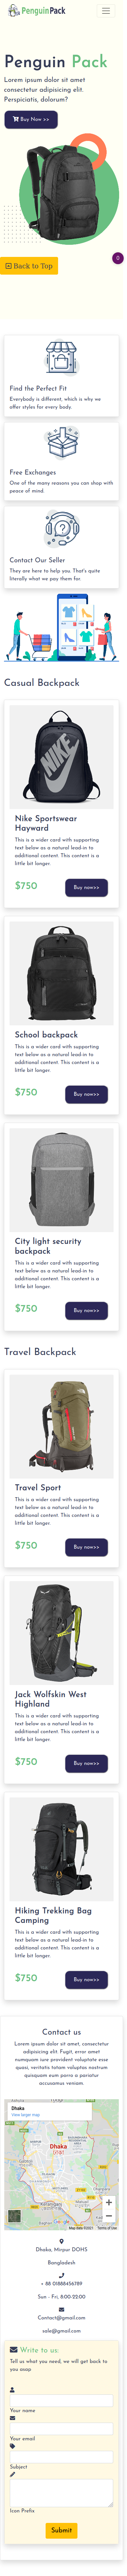 PenguinPack
Penguin Pack
Lorem ipsum dolor sit amet
consectetur adipisicing elit.
Perspiciatis, dolorum?
Buy Now >>
0
Back to Top
Find the Perfect Fit
Everybody is different, which is why we
offer styles for every body.
Free Exchanges
One of the many reasons you can shop with
peace of mind.
Contact Our Seller
They are here to help you. That's quite
literally what we pay them for.
Casual Backpack
NIKE
Nike Sportswear
Hayward
This is a wider card with supporting
text below as a natural lead-in to
additional content. This content is a
little bit longer.
$750
Buy now>>
School backpack
This is a wider card with supporting
text below as a natural lead-in to
additional content. This content is a
little bit longer.
$750
Buy now>>
City light security
backpack
This is a wider card with supporting
text below as a natural lead-in to
additional content. This content is a
little bit longer.
$750
Buy now>>
Travel Backpack
Travel Sport
This is a wider card with supporting
text below as a natural lead-in to
additional content. This content is a
little bit longer.
$750
Buy now>>
Jack Wolfskin West
Highland
This is a wider card with supporting
text below as a natural lead-in to
additional content. This content is a
little bit longer.
$750
Buy now>>
Hiking Trekking Bag
Camping
This is a wider card with supporting
text below as a natural lead-in to
additional content. This content is a
little bit longer.
$750
Buy now>>
Contact us
Lorem ipsum dolor sit amet, consectetur
adipisicing elit. Fugit, error amet
numquam iure provident voluptate esse
quasi, veritatis totam voluptas nostrum
quisquam eum porro a pariatur
accusamus veniam.
Dhaka
View larger map
Dhaka
Map data ©2021 Terms of Use
Dhaka, Mirpur DOHS
Bangladesh
+ 88 01888456789
Sun - Fri, 8:00-22:00
Contact@gmail.com
sale@gmail.com
Write to us:
Tell us what you need, we will get back to
you asap
Your name
Your email
Subject
Icon Prefix
Submit